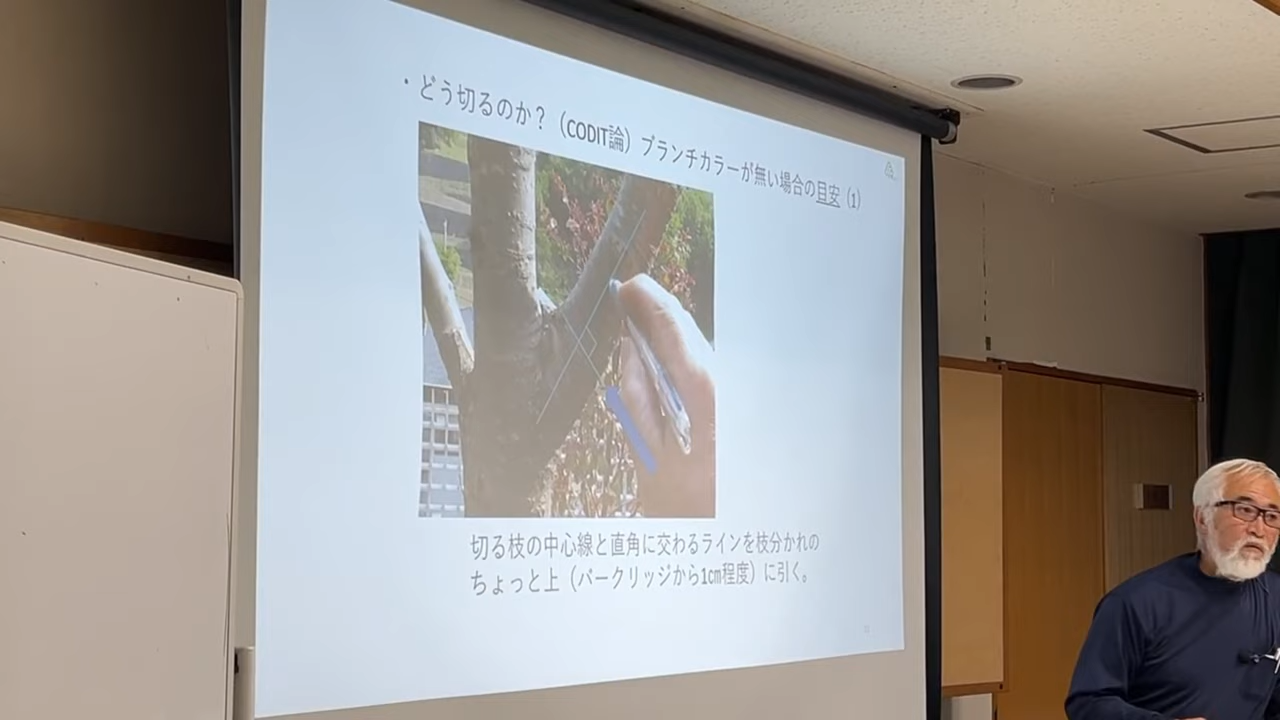 ・どう切るのか？（CODIT論）ブランチカラーが無い場合の目安（1）
切る枝の中心線と直角に交わるラインを枝分かれの
ちょっと上（バークリッジから1㎝程度）に引く。